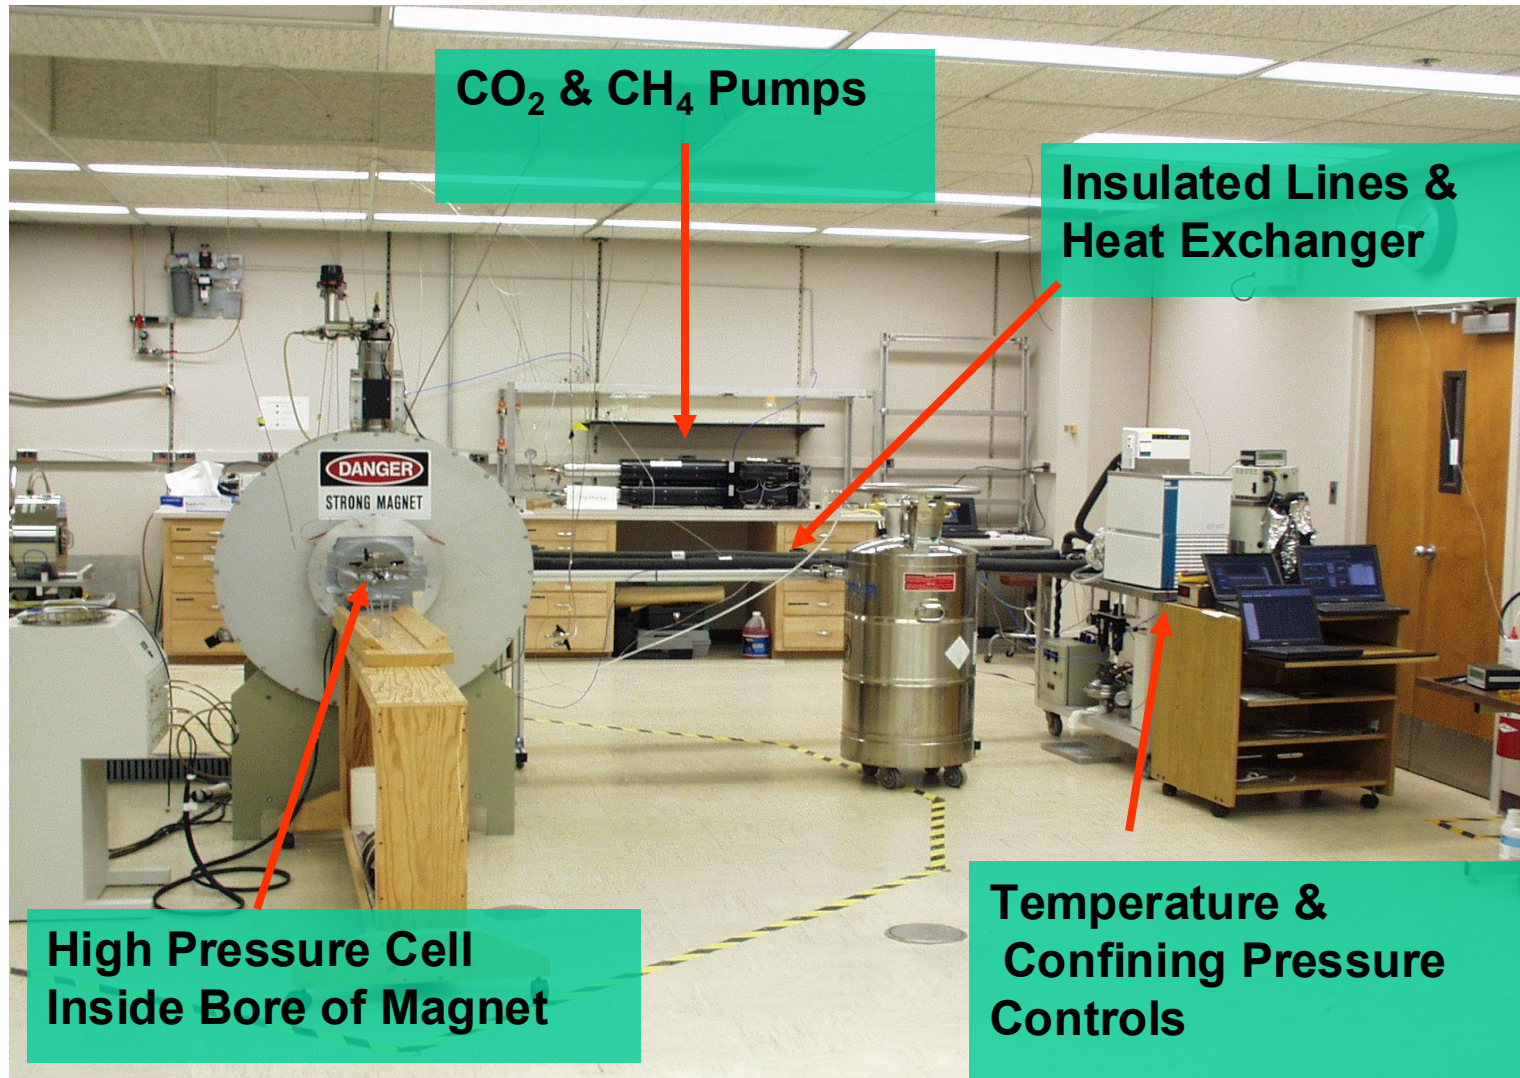 CO₂ & CH₄ Pumps
Insulated Lines &
Heat Exchanger
DANGER
STRONG MAGNET
High Pressure Cell
Inside Bore of Magnet
Temperature &
Confining Pressure
Controls